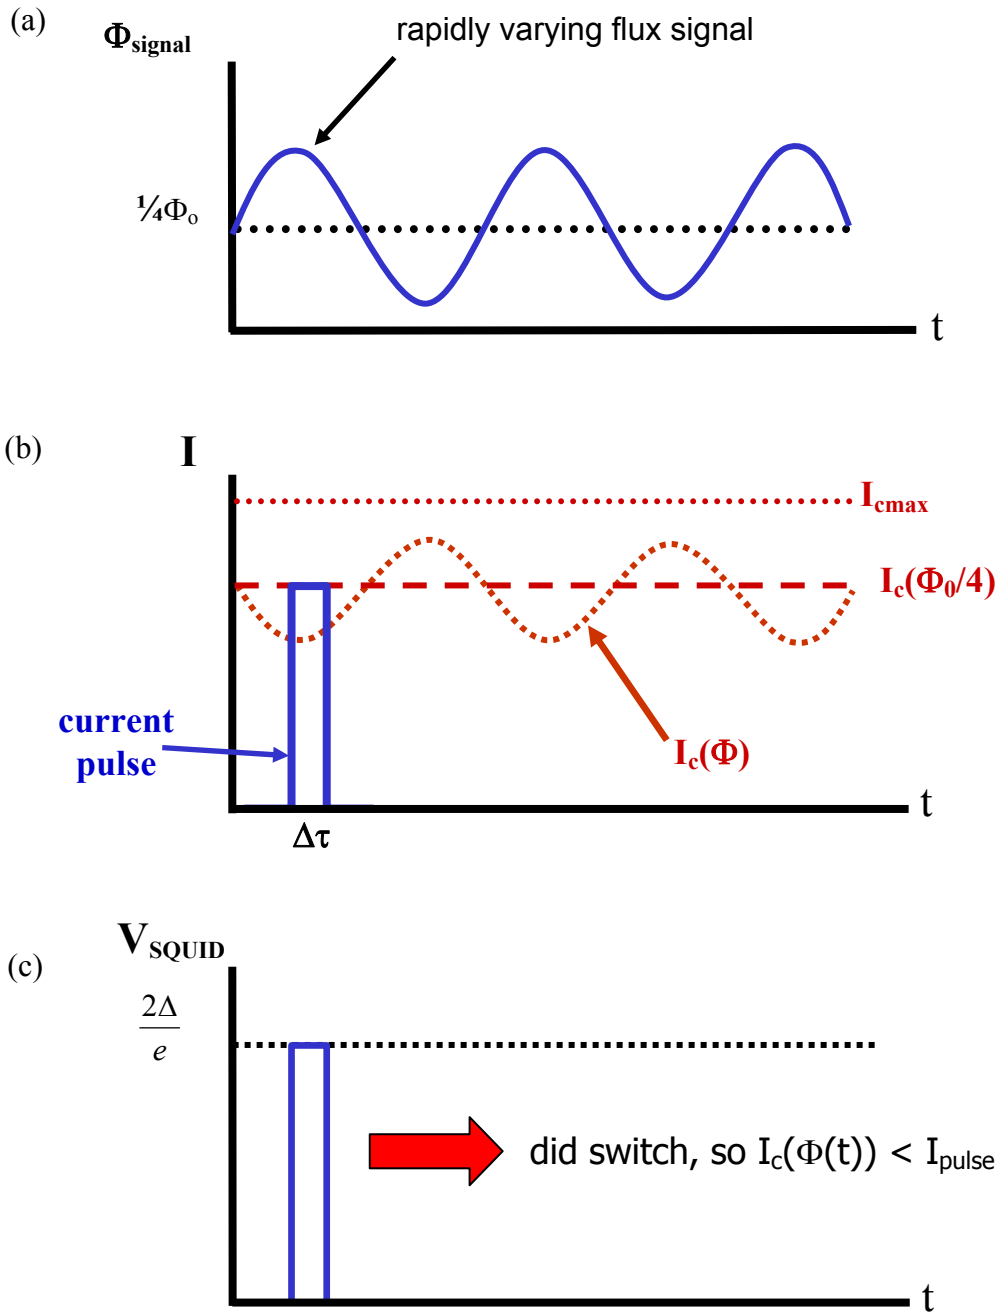 (a)
Φsignal
rapidly varying flux signal
¼Φo
t
(b)
I
Icmax
Ic(Φ0/4)
current
pulse
Ic(Φ)
t
Δτ
VSQUID
(c)
2Δ
e
did switch, so Ic(Φ(t)) < Ipulse
t